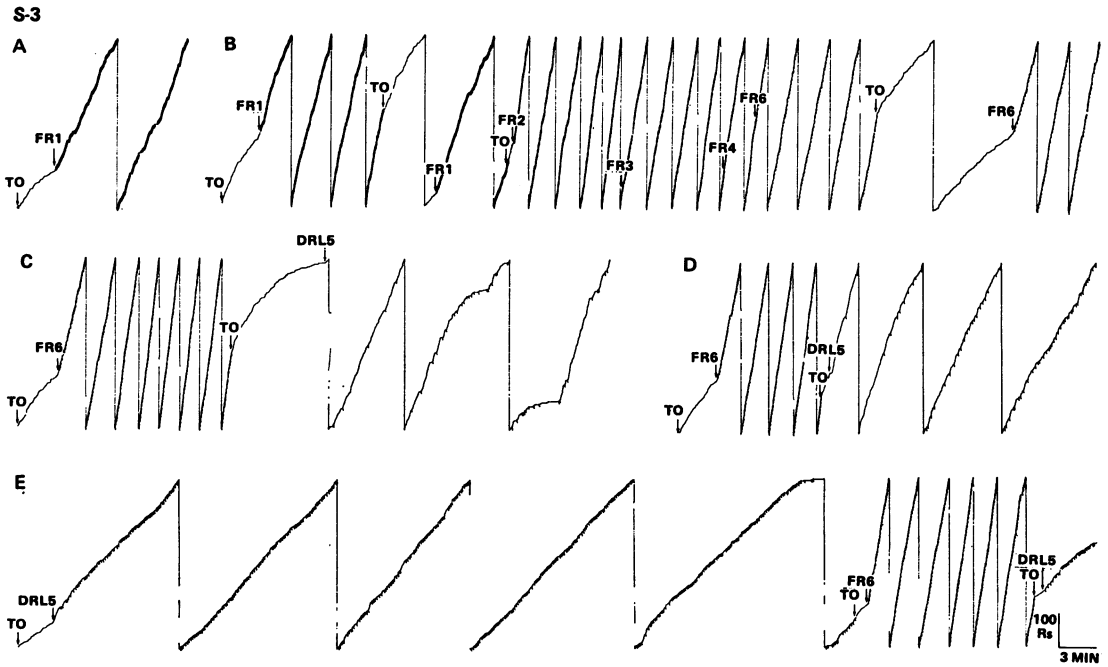 S-3
A
TO
FR1
B
TO
FR1
TO
FR1
TO
FR2
FR3
FR4
FR6
TO
FR6
C
TO
FR6
TO
DRL5
D
TO
FR6
TO
DRL5
E
TO
DRL5
TO
FR6
DRL5
TO
100
Rs
3 MIN